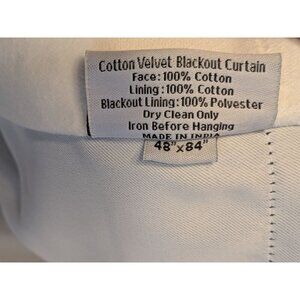 Cotton Velvet Blackout Curtain
Face: 100% Cotton
Lining: 100% Cotton
Blackout Lining: 100% Polyester
Dry Clean Only
Iron Before Hanging
MADE IN INDIA
48"x84"